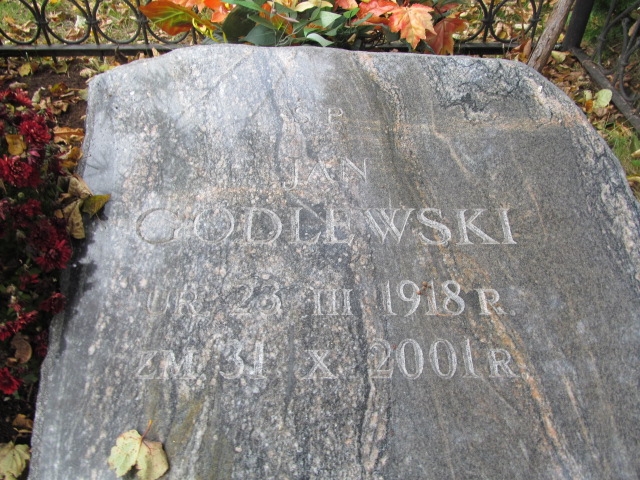 Ś P
JAN
GODLEWSKI
UR. 23 III 1918 R.
ZM 31 X 2001 R.